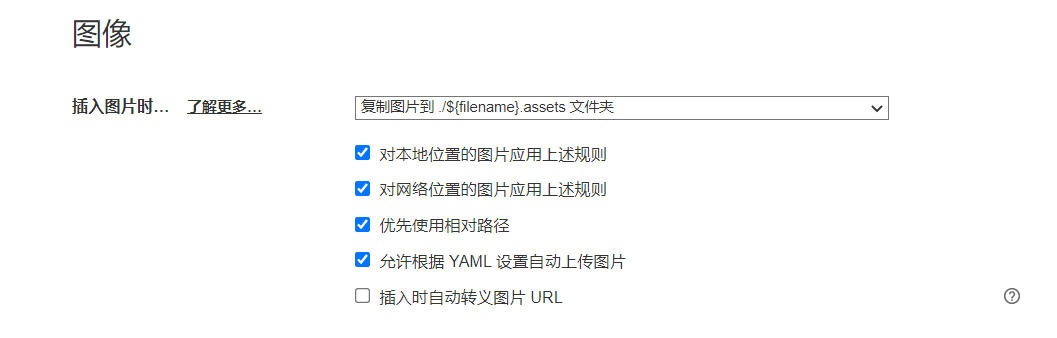 图像
插入图片时... 了解更多... 复制图片到 ./${filename}.assets 文件夹
对本地位置的图片应用上述规则
对网络位置的图片应用上述规则
优先使用相对路径
允许根据 YAML 设置自动上传图片
插入时自动转义图片 URL